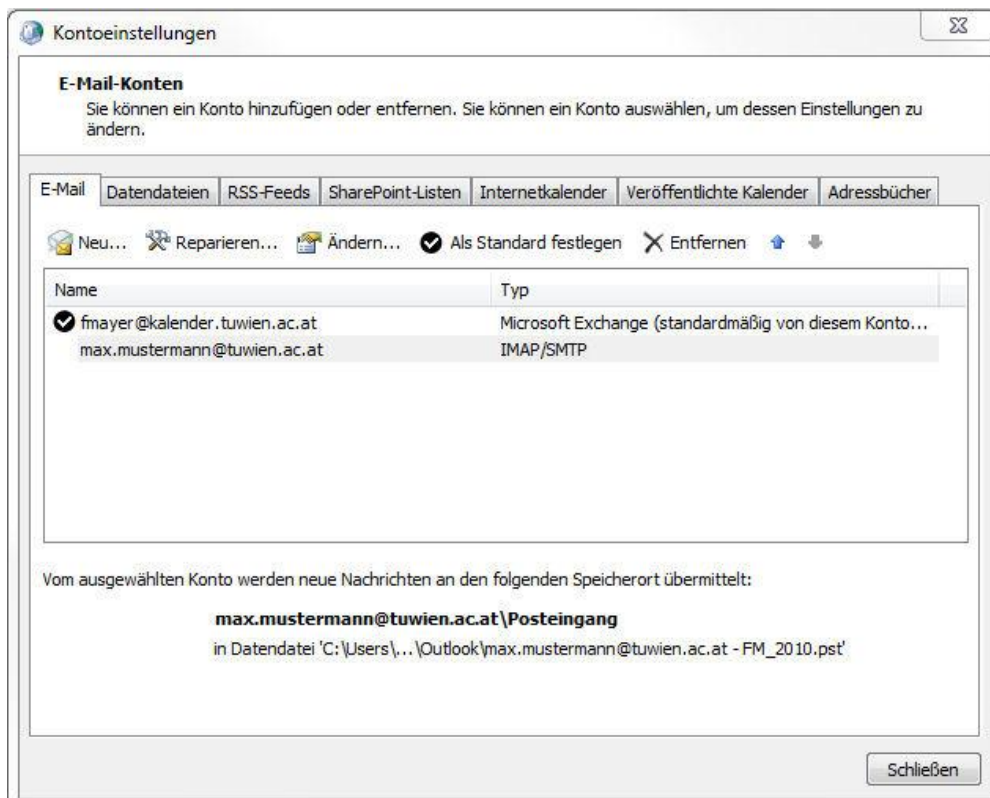 Kontoeinstellungen
E-Mail-Konten
Sie können ein Konto hinzufügen oder entfernen. Sie können ein Konto auswählen, um dessen Einstellungen zu
ändern.
E-Mail Datendateien RSS-Feeds SharePoint-Listen Internetkalender Veröffentlichte Kalender Adressbücher
Neu... Reparieren... Ändern... Als Standard festlegen Entfernen
Name Typ
fmayer@kalender.tuwien.ac.at Microsoft Exchange (standardmäßig von diesem Konto...
max.mustermann@tuwien.ac.at IMAP/SMTP
Vom ausgewählten Konto werden neue Nachrichten an den folgenden Speicherort übermittelt:
max.mustermann@tuwien.ac.at\Posteingang
in Datendatei 'C:\Users\...\Outlook\max.mustermann@tuwien.ac.at - FM_2010.pst'
Schließen